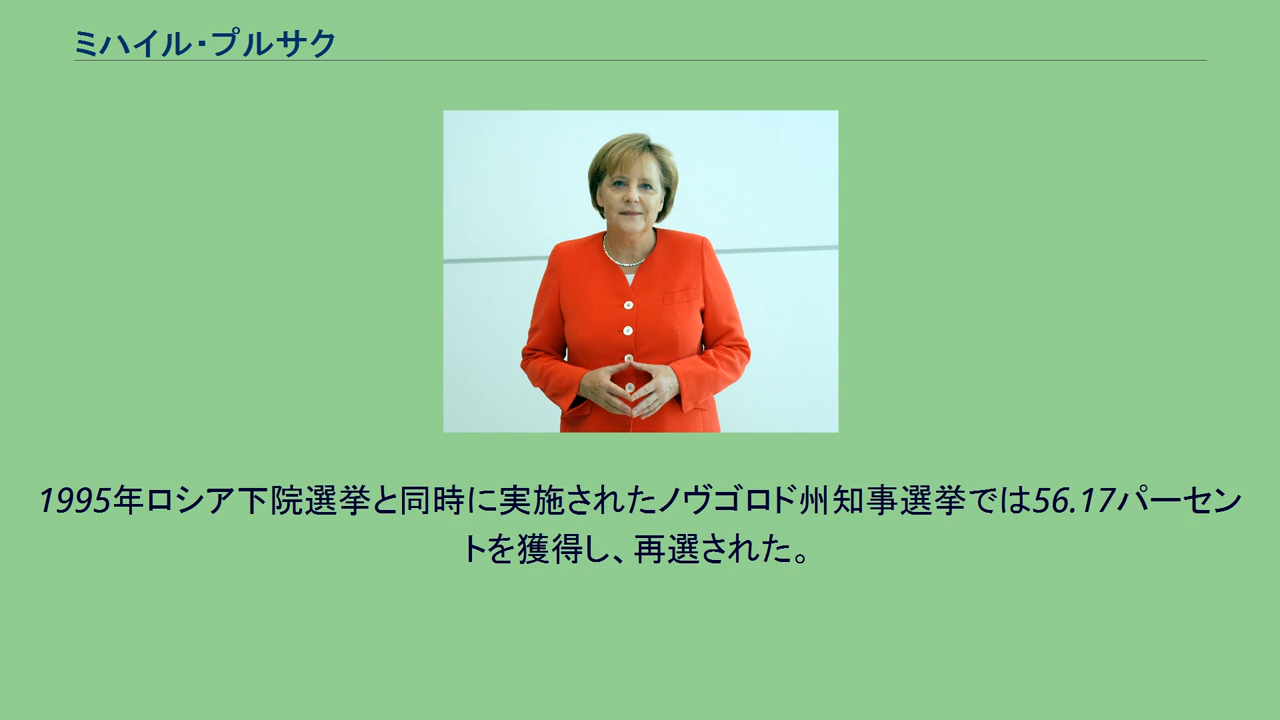 ミハイル・プルサク
1995年ロシア下院選挙と同時に実施されたノヴゴロド州知事選挙では56.17パーセン
トを獲得し、再選された。